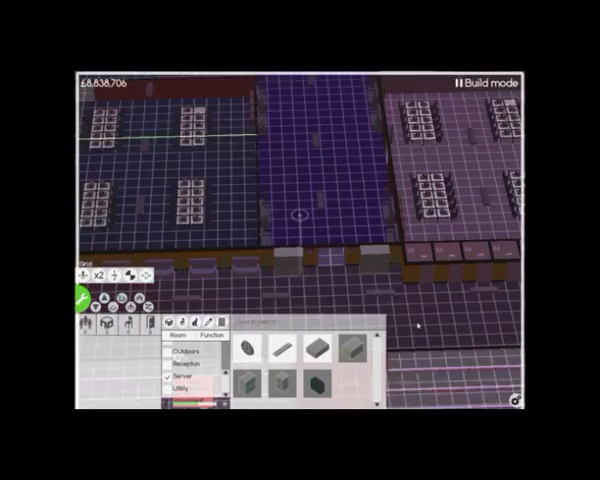 £8,838,706
Build mode
Grid
x2
Room
Function
Outdoors
Reception
Server
Utility